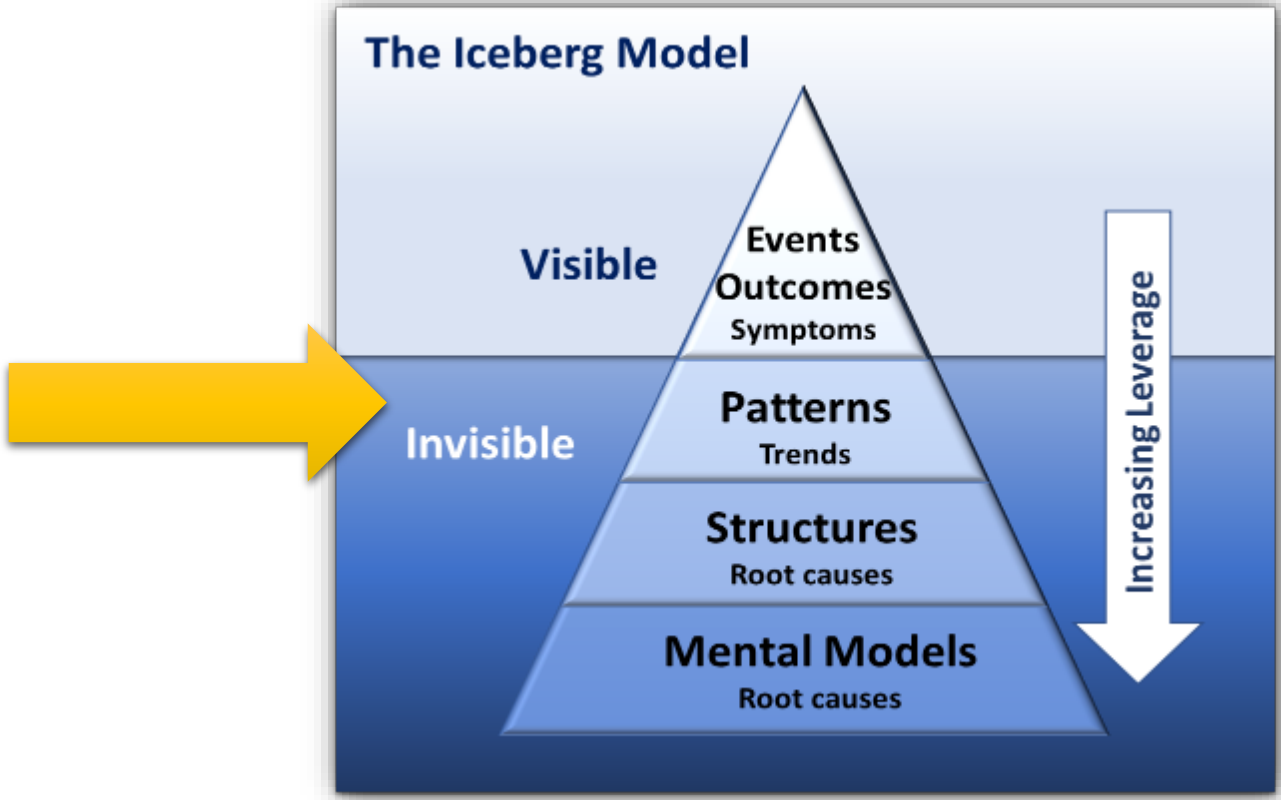 The Iceberg Model
Visible
Events
Outcomes
Symptoms
Invisible
Patterns
Trends
Structures
Root causes
Mental Models
Root causes
Increasing Leverage